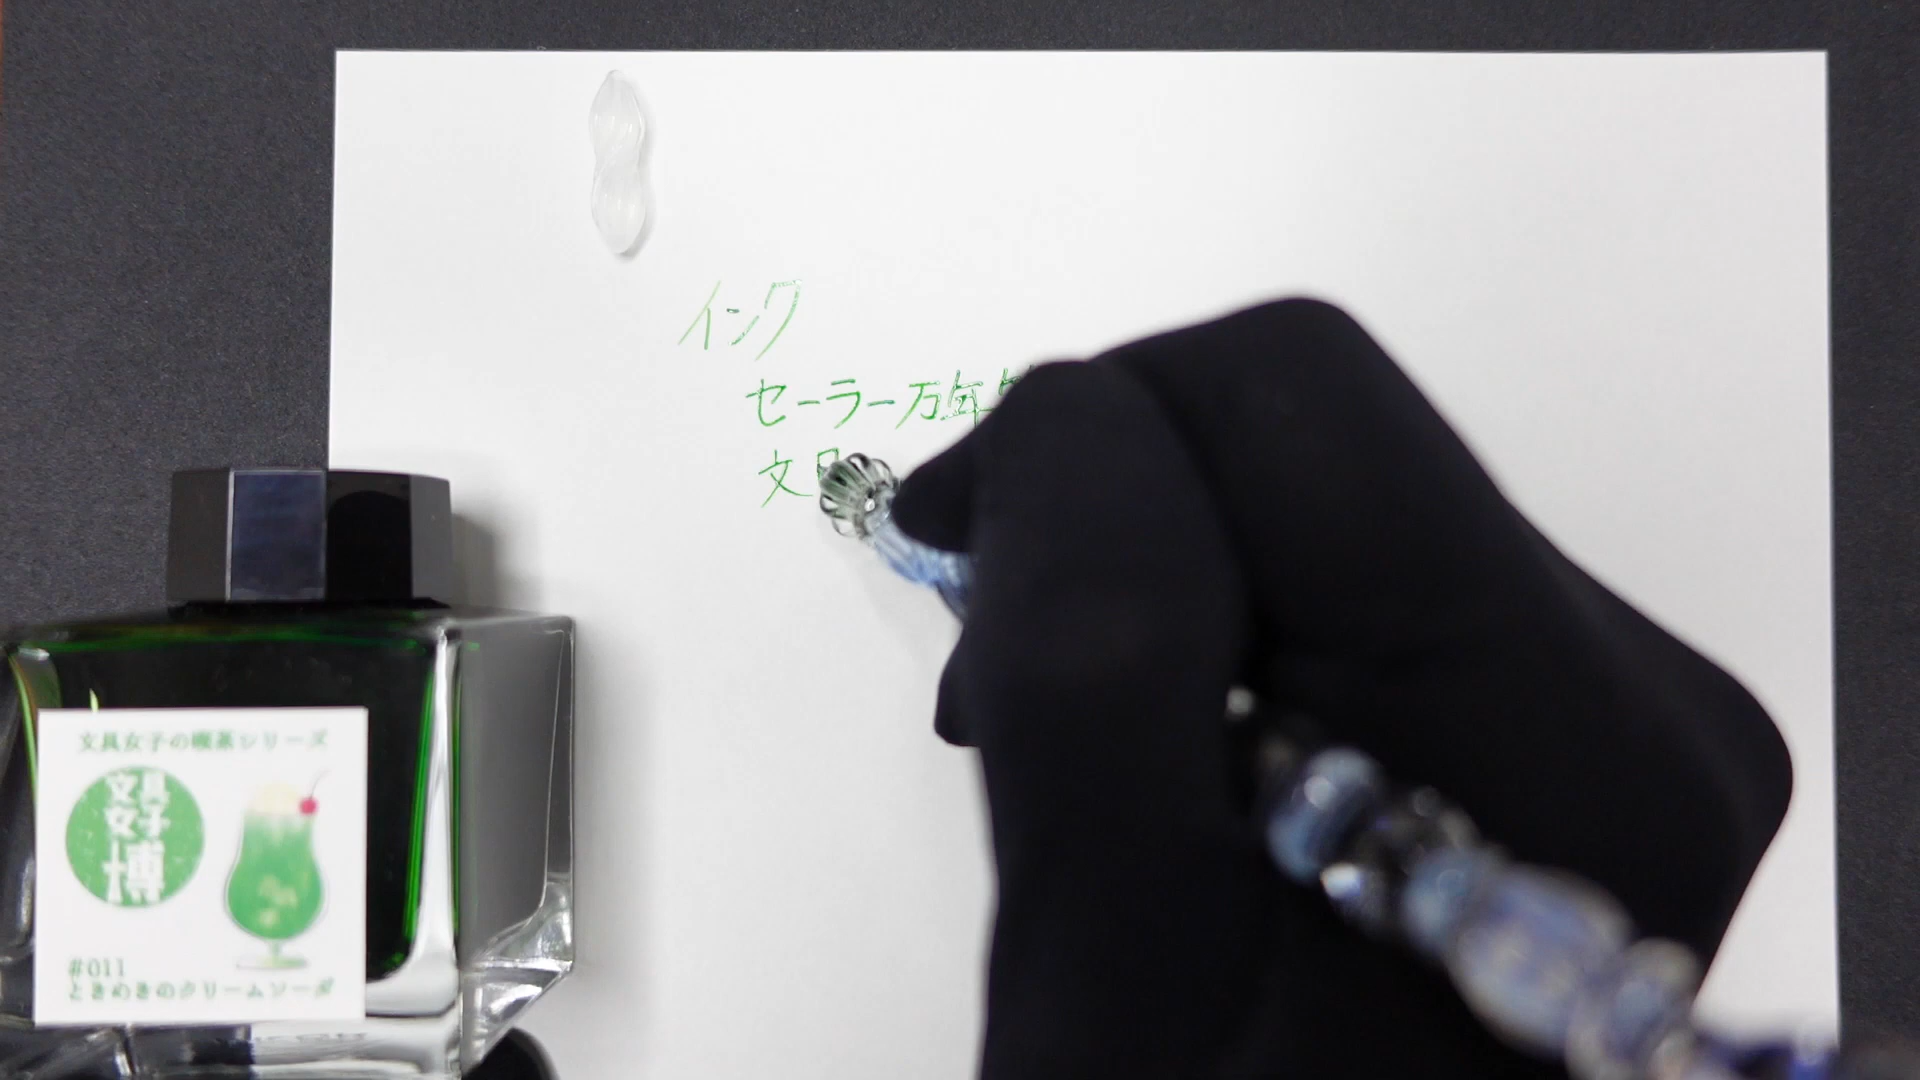 インク
セーラー万年
文具
文具女子の喫茶シリーズ
文具
女子
博
#011
ときめきのクリームソーダ